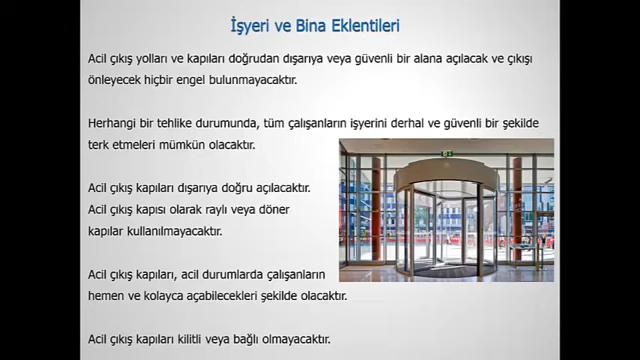 İşyeri ve Bina Eklentileri
Acil çıkış yolları ve kapıları doğrudan dışarıya veya güvenli bir alana açılacak ve çıkışı
önleyecek hiçbir engel bulunmayacaktır.
Herhangi bir tehlike durumunda, tüm çalışanların işyerini derhal ve güvenli bir şekilde
terk etmeleri mümkün olacaktır.
Acil çıkış kapıları dışarıya doğru açılacaktır.
Acil çıkış kapısı olarak raylı veya döner
kapılar kullanılmayacaktır.
Acil çıkış kapıları, acil durumlarda çalışanların
hemen ve kolayca açabilecekleri şekilde olacaktır.
Acil çıkış kapıları kilitli veya bağlı olmayacaktır.